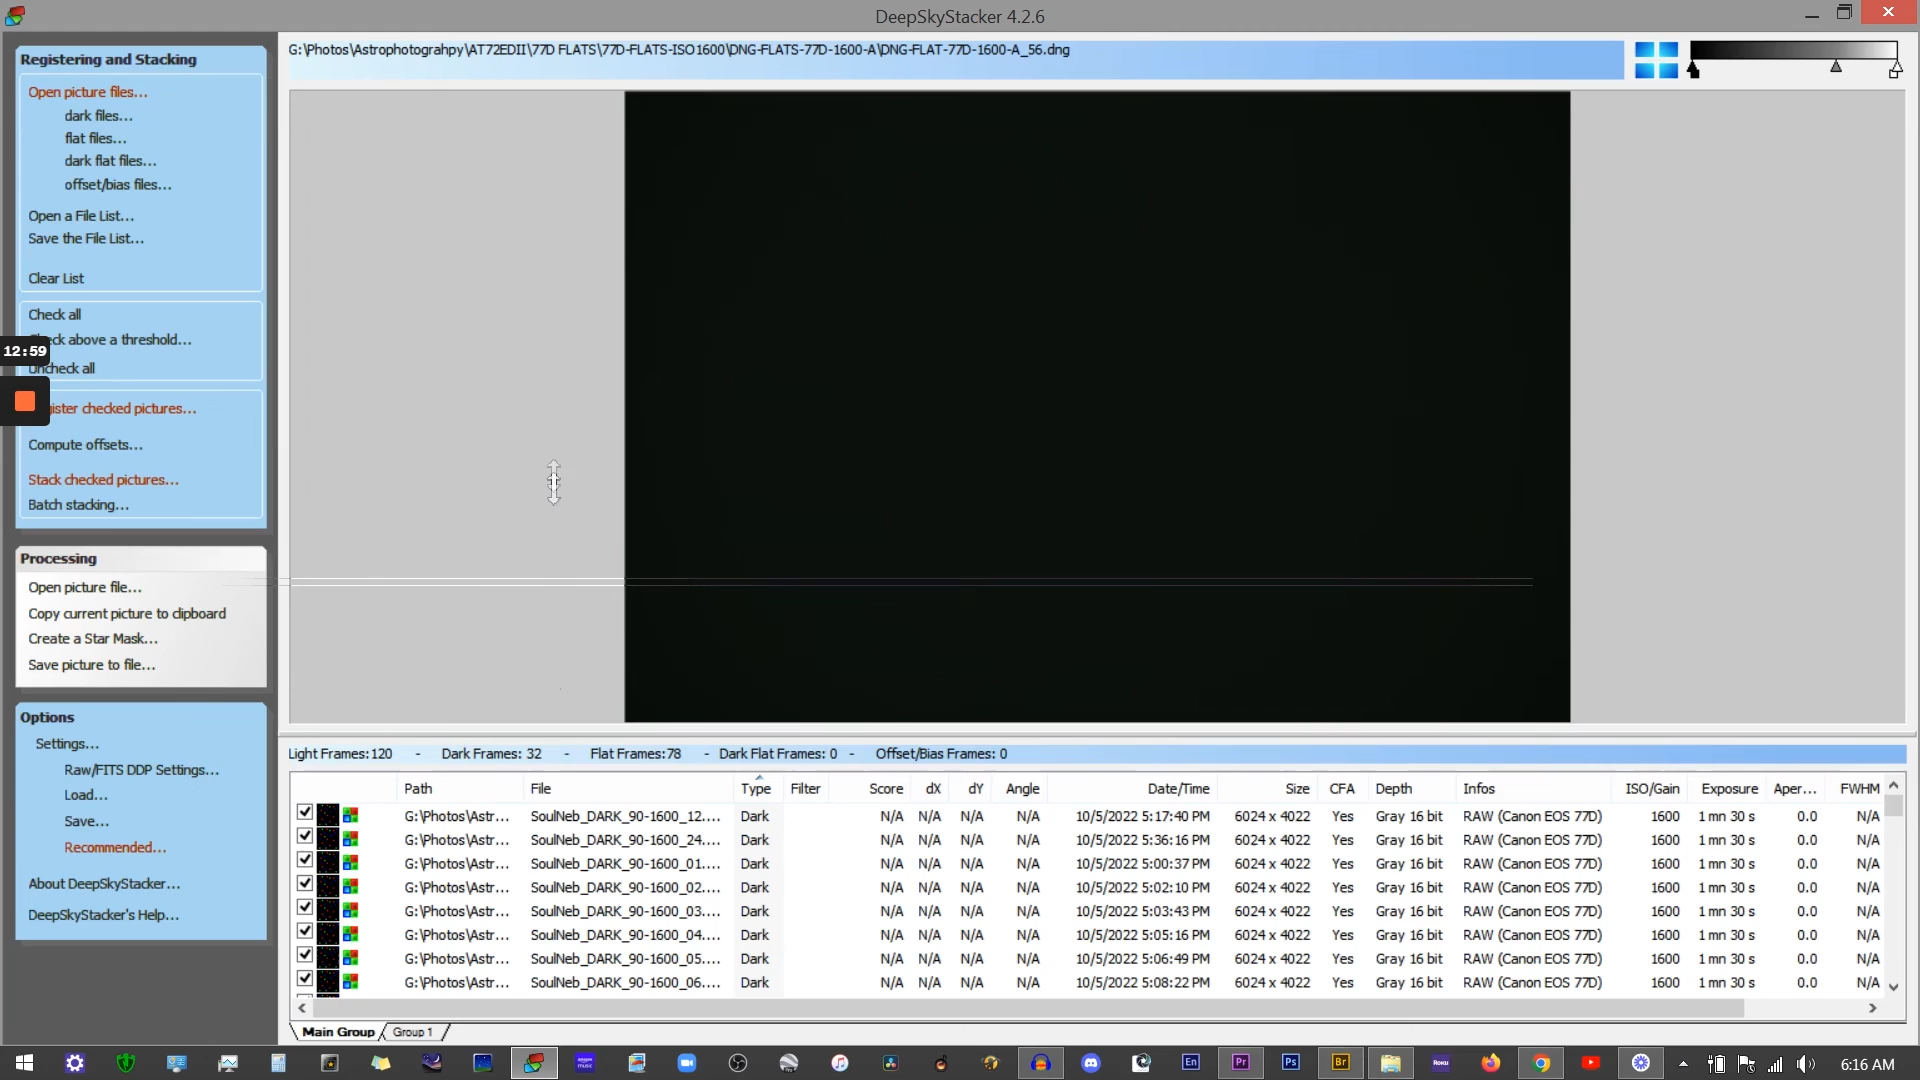 DeepSkyStacker 4.2.6
Registering and Stacking
Open picture files...
dark files...
flat files...
dark flat files...
offset/bias files...
Open a File List...
Save the File List...
Clear List
Check all
eck above a threshold...
12:59
Uncheck all
gister checked pictures...
Compute offsets...
Stack checked pictures...
Batch stacking...
Processing
Open picture file...
Copy current picture to clipboard
Create a Star Mask...
Save picture to file...
Options
Settings...
Raw/FITS DDP Settings...
Load...
Save...
Recommended...
About DeepSkyStacker...
DeepSkyStacker's Help...
G:\Photos\Astrophotograhpy\AT72EDII\77D FLATS\77D-FLATS-ISO1600\DNG-FLATS-77D-1600-A\DNG-FLAT-77D-1600-A_56.dng
Light Frames:120 - Dark Frames: 32 - Flat Frames:78 - Dark Flat Frames: 0 - Offset/Bias Frames: 0
Path File Type Filter Score dX dY Angle Date/Time Size CFA Depth Infos ISO/Gain Exposure Aper... FWHM
G:\Photos\Astr... SoulNeb_DARK_90-1600_12.... Dark N/A N/A N/A N/A 10/5/2022 5:17:40 PM 6024 x 4022 Yes Gray 16 bit RAW (Canon EOS 77D) 1600 1 mn 30 s 0.0 N/A
G:\Photos\Astr... SoulNeb_DARK_90-1600_24.... Dark N/A N/A N/A N/A 10/5/2022 5:36:16 PM 6024 x 4022 Yes Gray 16 bit RAW (Canon EOS 77D) 1600 1 mn 30 s 0.0 N/A
G:\Photos\Astr... SoulNeb_DARK_90-1600_01.... Dark N/A N/A N/A N/A 10/5/2022 5:00:37 PM 6024 x 4022 Yes Gray 16 bit RAW (Canon EOS 77D) 1600 1 mn 30 s 0.0 N/A
G:\Photos\Astr... SoulNeb_DARK_90-1600_02.... Dark N/A N/A N/A N/A 10/5/2022 5:02:10 PM 6024 x 4022 Yes Gray 16 bit RAW (Canon EOS 77D) 1600 1 mn 30 s 0.0 N/A
G:\Photos\Astr... SoulNeb_DARK_90-1600_03.... Dark N/A N/A N/A N/A 10/5/2022 5:03:43 PM 6024 x 4022 Yes Gray 16 bit RAW (Canon EOS 77D) 1600 1 mn 30 s 0.0 N/A
G:\Photos\Astr... SoulNeb_DARK_90-1600_04.... Dark N/A N/A N/A N/A 10/5/2022 5:05:16 PM 6024 x 4022 Yes Gray 16 bit RAW (Canon EOS 77D) 1600 1 mn 30 s 0.0 N/A
G:\Photos\Astr... SoulNeb_DARK_90-1600_05.... Dark N/A N/A N/A N/A 10/5/2022 5:06:49 PM 6024 x 4022 Yes Gray 16 bit RAW (Canon EOS 77D) 1600 1 mn 30 s 0.0 N/A
G:\Photos\Astr... SoulNeb_DARK_90-1600_06.... Dark N/A N/A N/A N/A 10/5/2022 5:08:22 PM 6024 x 4022 Yes Gray 16 bit RAW (Canon EOS 77D) 1600 1 mn 30 s 0.0 N/A
Main Group Group 1
amazon music En Pr Ps Br Roku 6:16 AM